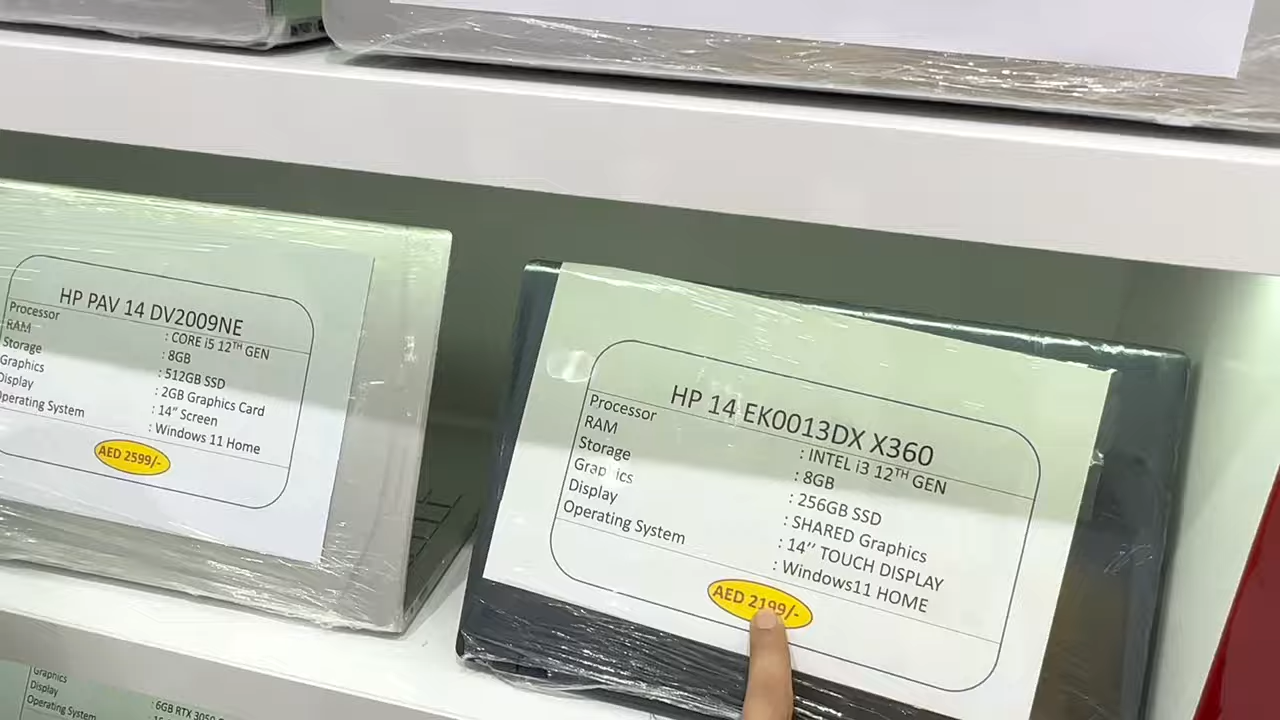 HP PAV 14 DV2009NE
Processor : CORE i5 12TH GEN
RAM : 8GB
Storage : 512GB SSD
Graphics : 2GB Graphics Card
Display : 14” Screen
Operating System : Windows 11 Home
AED 2599/-
HP 14 EK0013DX X360
Processor : INTEL i3 12TH GEN
RAM : 8GB
Storage : 256GB SSD
Graphics : SHARED Graphics
Display : 14’’ TOUCH DISPLAY
Operating System : Windows11 HOME
AED 2199/-
Graphics : 6GB RTX 3050
Display
Operating System